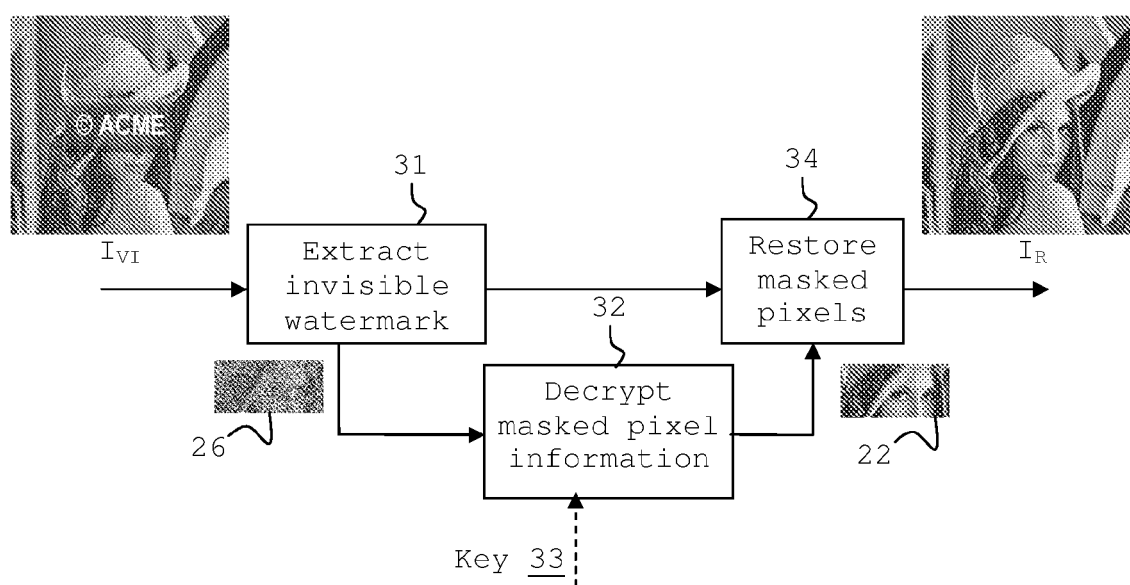 © ACME
31
34
I_VI
Extract
invisible
watermark
Restore
masked
pixels
I_R
32
26
Decrypt
masked pixel
information
22
Key 33